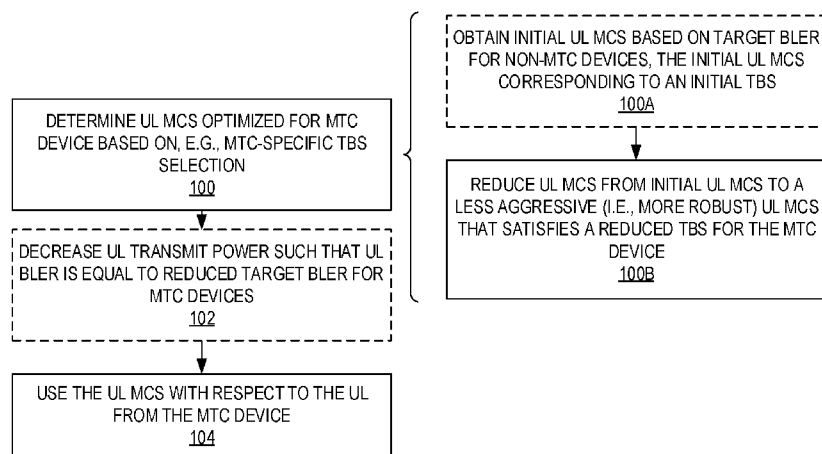 DETERMINE UL MCS OPTIMIZED FOR MTC
DEVICE BASED ON, E.G., MTC-SPECIFIC TBS
SELECTION
100
DECREASE UL TRANSMIT POWER SUCH THAT UL
BLER IS EQUAL TO REDUCED TARGET BLER FOR
MTC DEVICES
102
USE THE UL MCS WITH RESPECT TO THE UL
FROM THE MTC DEVICE
104
OBTAIN INITIAL UL MCS BASED ON TARGET BLER
FOR NON-MTC DEVICES, THE INITIAL UL MCS
CORRESPONDING TO AN INITIAL TBS
100A
REDUCE UL MCS FROM INITIAL UL MCS TO A
LESS AGGRESSIVE (I.E., MORE ROBUST) UL MCS
THAT SATISFIES A REDUCED TBS FOR THE MTC
DEVICE
100B